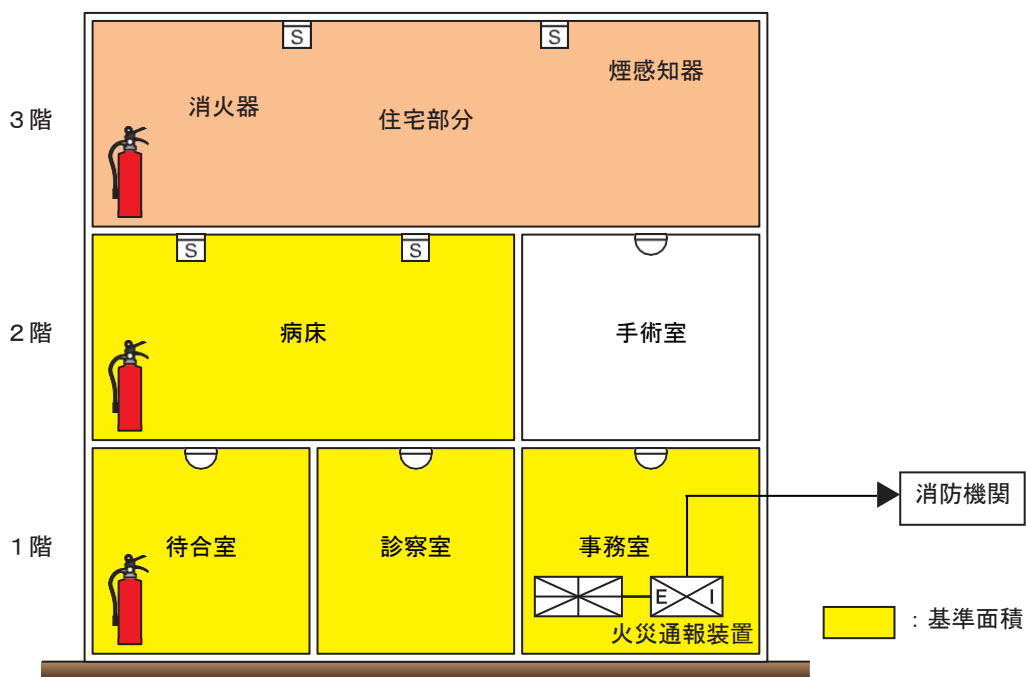 S
S
煙感知器
消火器
住宅部分
3階
S
S
2階
病床
手術室
消防機関
1階
待合室
診察室
事務室
E I
火災通報装置
：基準面積